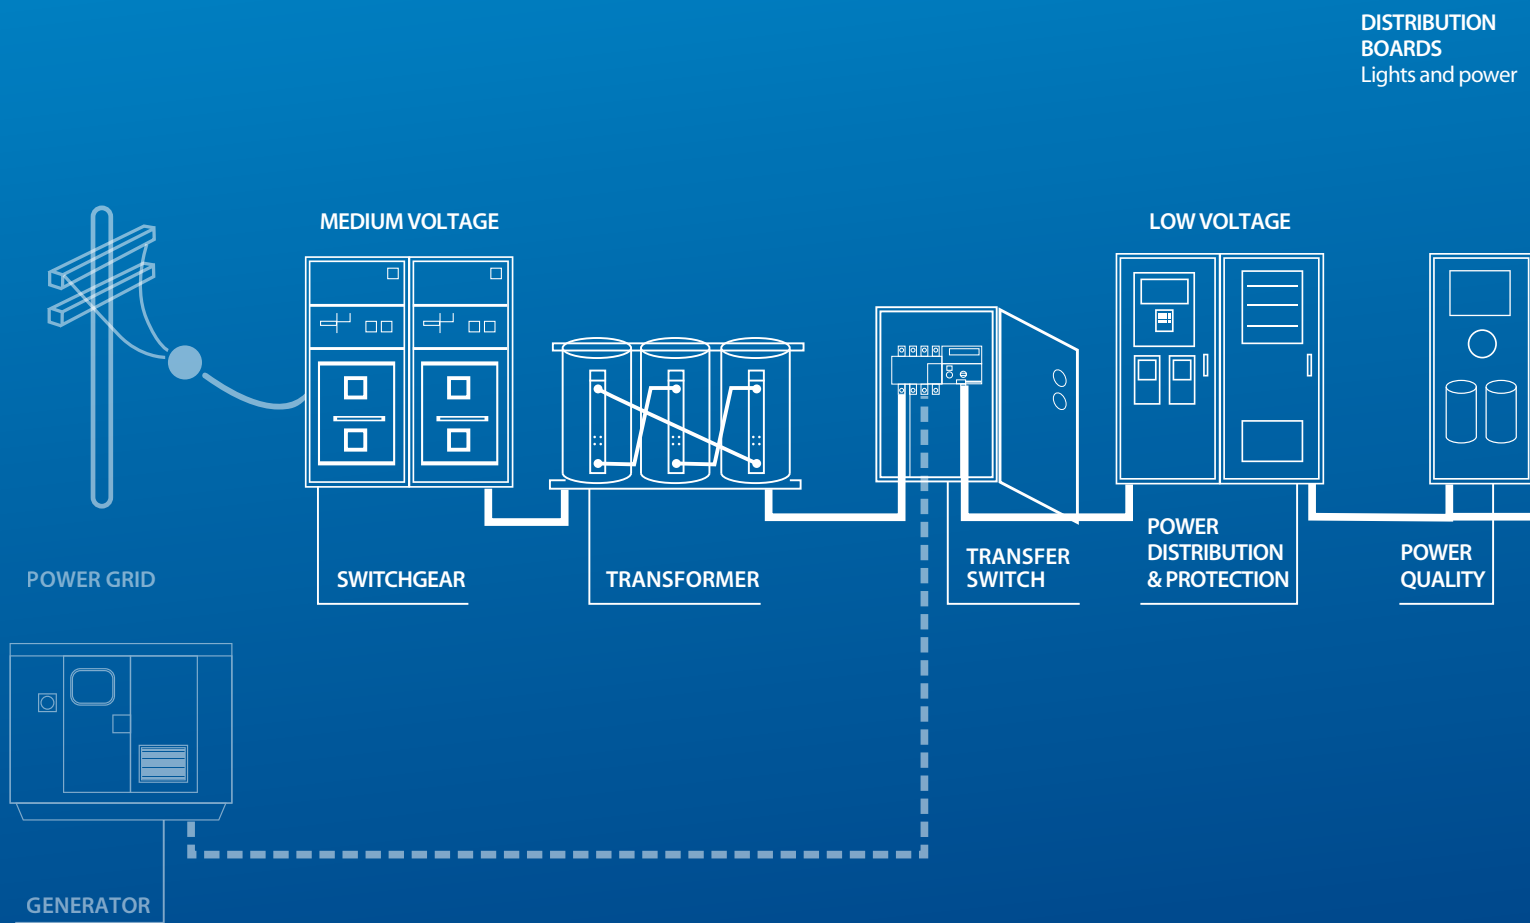 DISTRIBUTION
BOARDS
Lights and power
MEDIUM VOLTAGE
LOW VOLTAGE
POWER GRID
SWITCHGEAR
TRANSFORMER
TRANSFER
SWITCH
POWER
DISTRIBUTION
& PROTECTION
POWER
QUALITY
GENERATOR